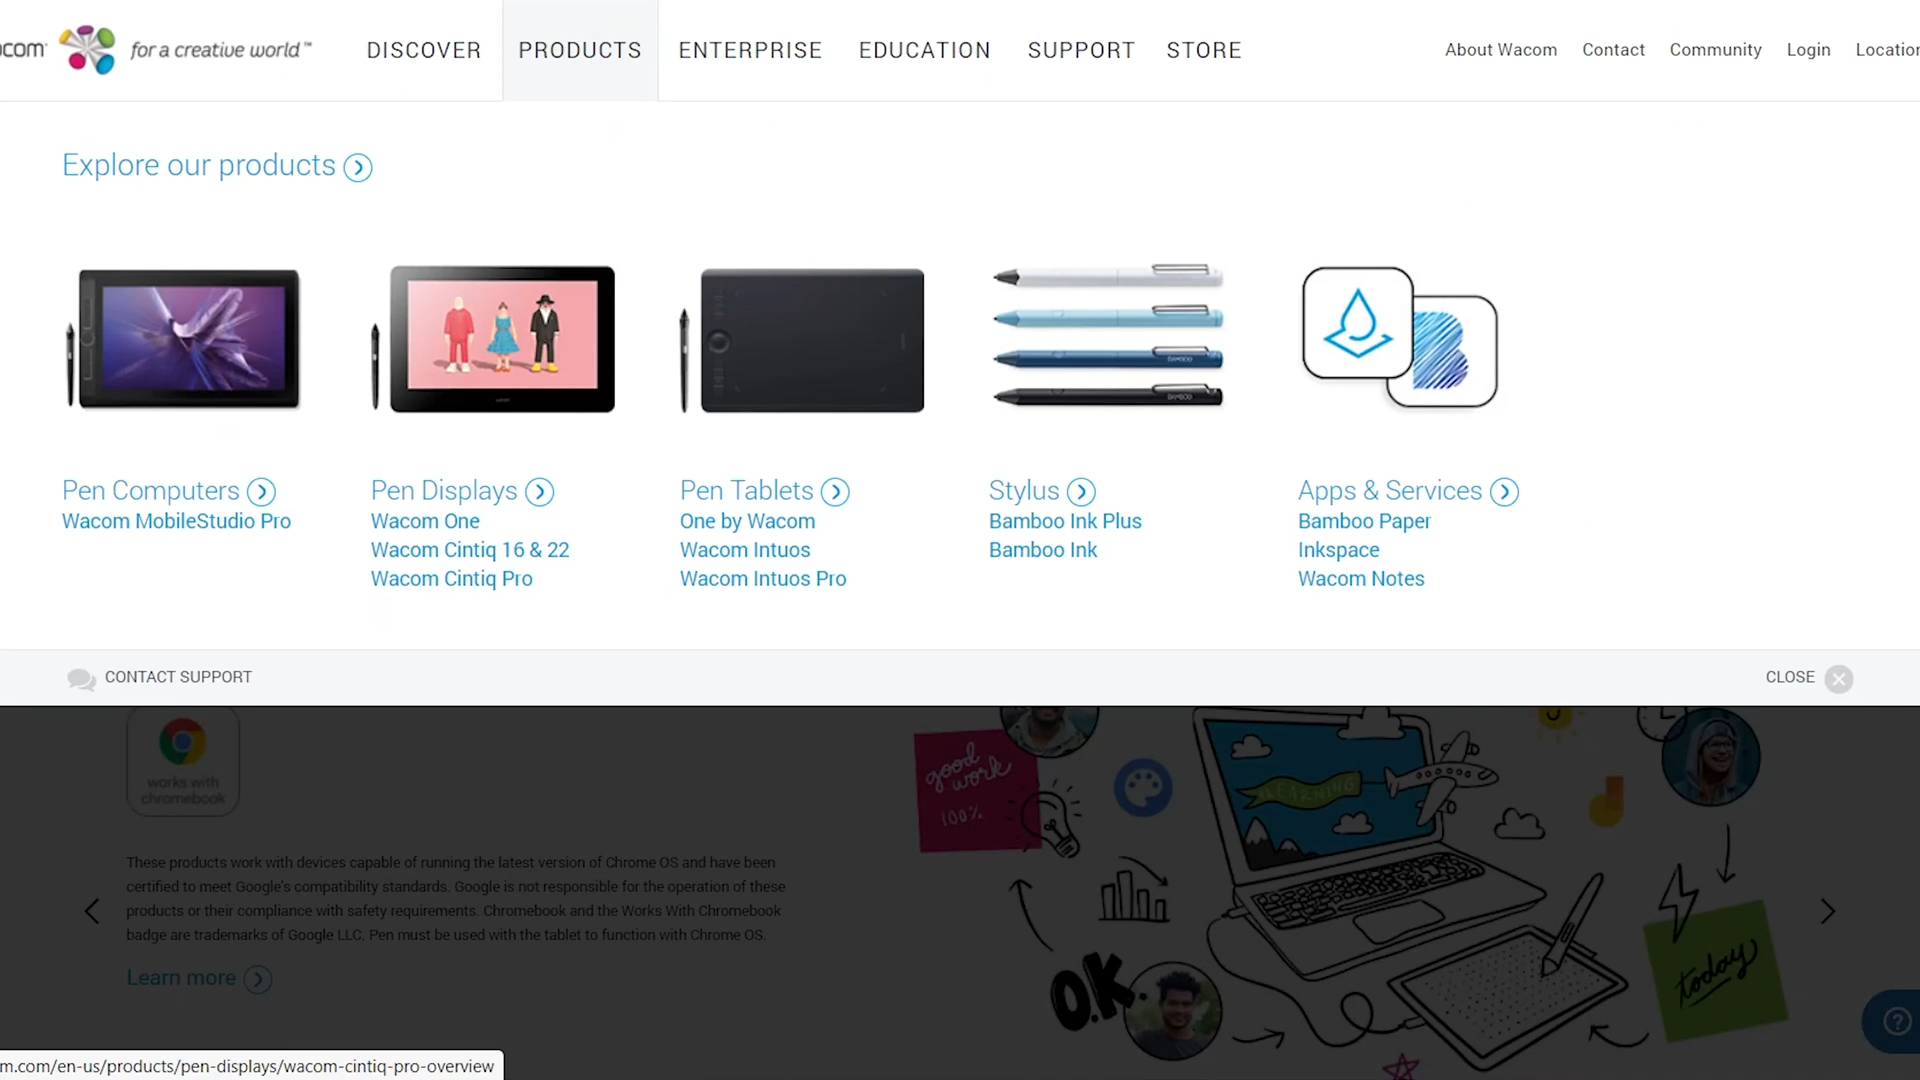 acom for a creative world™
DISCOVER PRODUCTS ENTERPRISE EDUCATION SUPPORT STORE
About Wacom Contact Community Login Location
Explore our products
Pen Computers
Wacom MobileStudio Pro
Pen Displays
Wacom One
Wacom Cintiq 16 & 22
Wacom Cintiq Pro
Pen Tablets
One by Wacom
Wacom Intuos
Wacom Intuos Pro
Stylus
Bamboo Ink Plus
Bamboo Ink
Apps & Services
Bamboo Paper
Inkspace
Wacom Notes
BAMBOO
BAMBOO
CONTACT SUPPORT
CLOSE
works with
chromebook
These products work with devices capable of running the latest version of Chrome OS and have been
certified to meet Google's compatibility standards. Google is not responsible for the operation of these
products or their compliance with safety requirements. Chromebook and the Works With Chromebook
badge are trademarks of Google LLC. Pen must be used with the tablet to function with Chrome OS.
Learn more
good
work
100%
eLEARNING
O.K.
today
m.com/en-us/products/pen-displays/wacom-cintiq-pro-overview